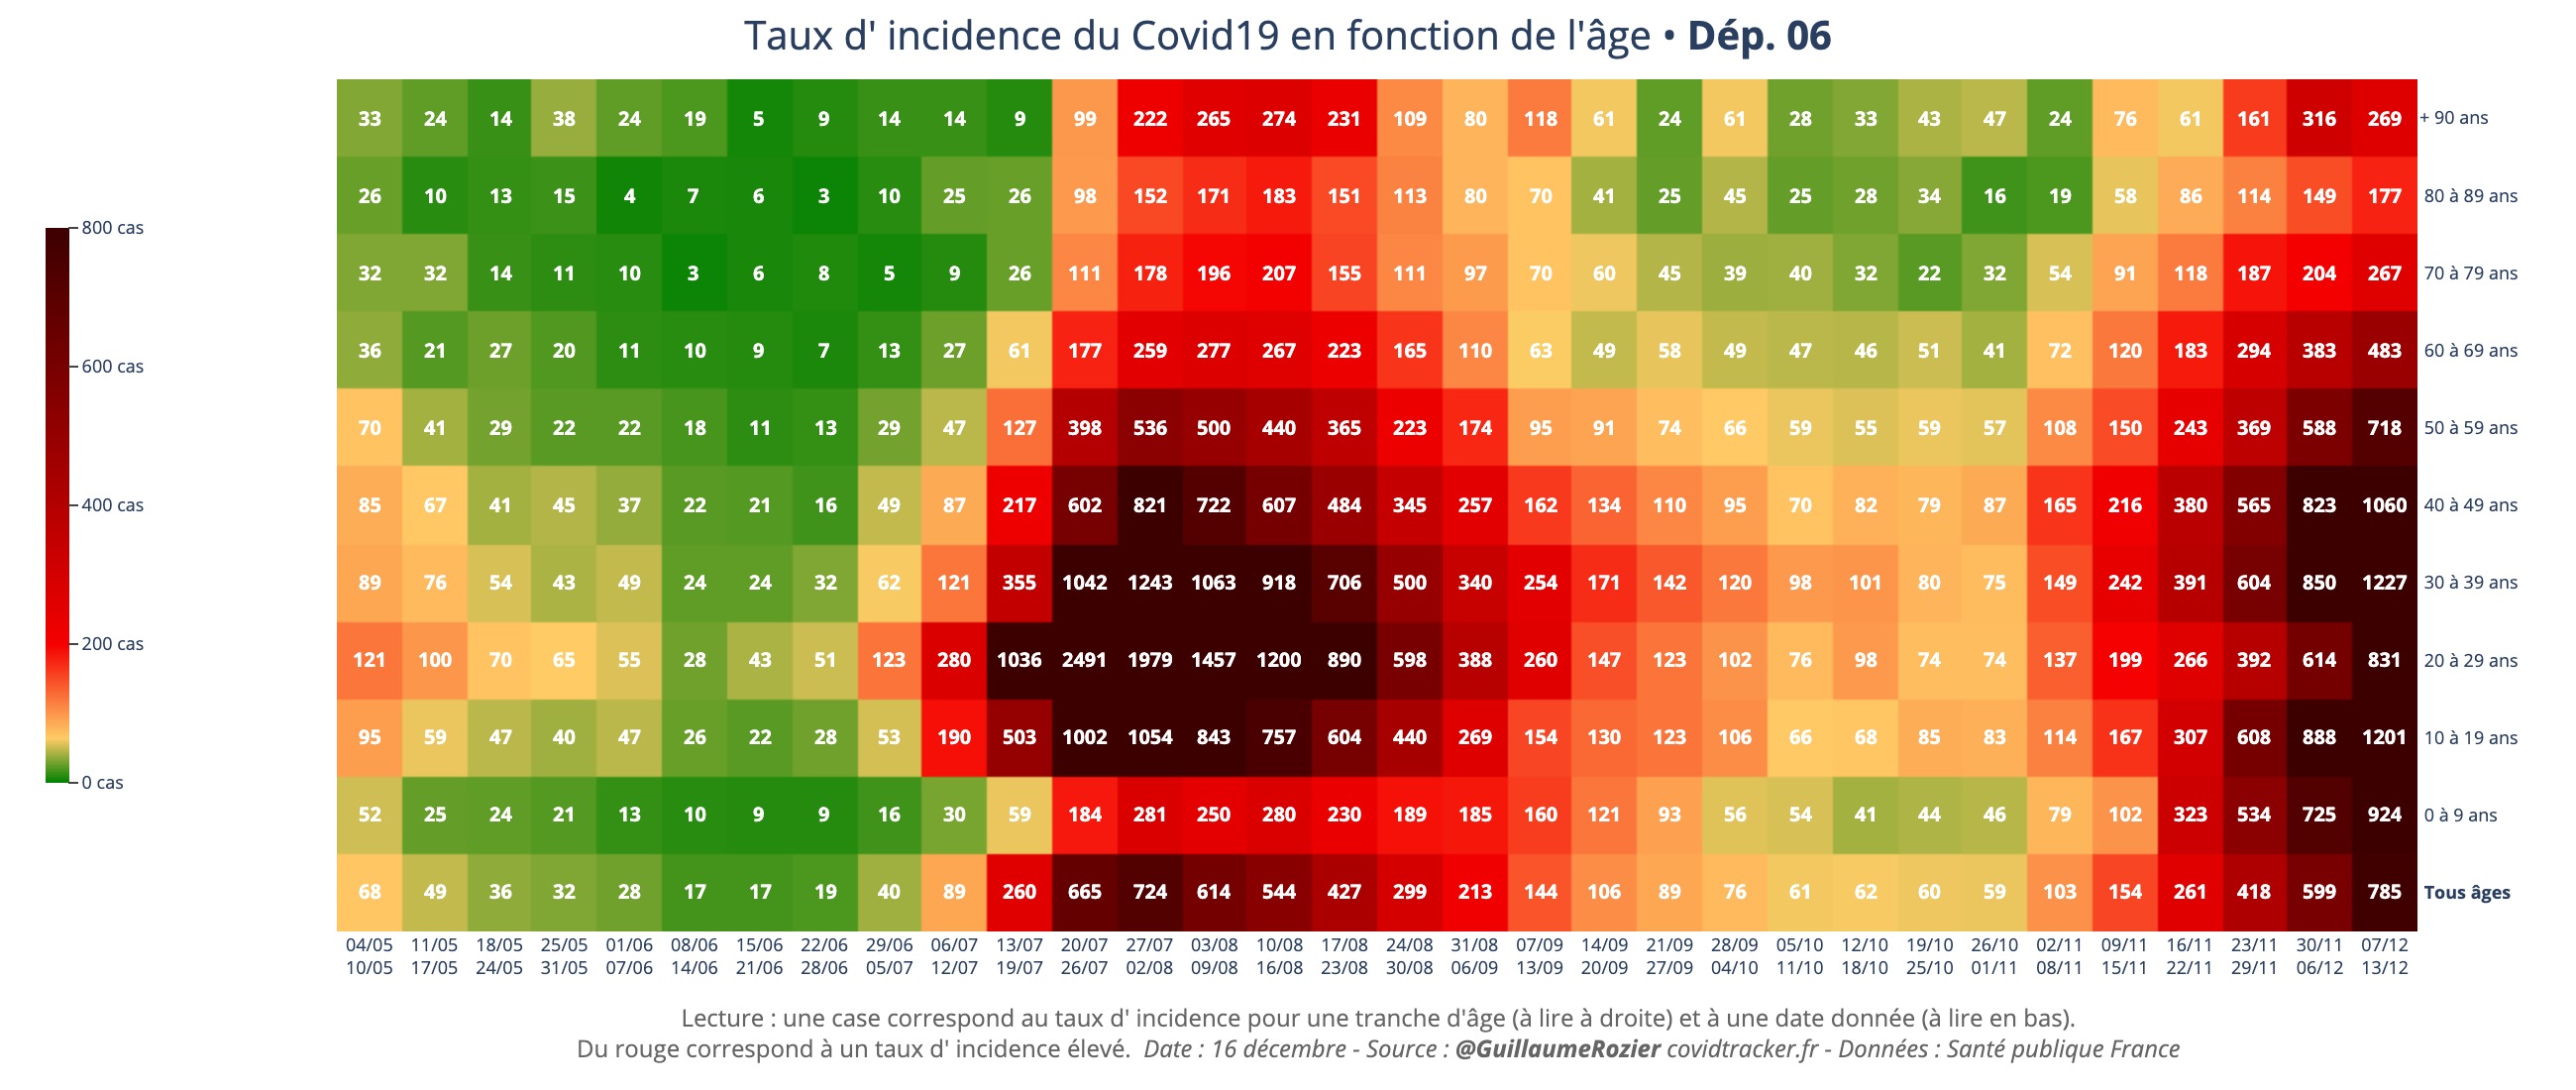 Taux d' incidence du Covid19 en fonction de l'âge • Dép. 06
33 24 14 38 24 19 5 9 14 14 9 99 222 265 274 231 109 80 118 61 24 61 28 33 43 47 24 76 61 161 316 269 + 90 ans
26 10 13 15 4 7 6 3 10 25 26 98 152 171 183 151 113 80 70 41 25 45 25 28 34 16 19 58 86 114 149 177 80 à 89 ans
800 cas
32 32 14 11 10 3 6 8 5 9 26 111 178 196 207 155 111 97 70 60 45 39 40 32 22 32 54 91 118 187 204 267 70 à 79 ans
36 21 27 20 11 10 9 7 13 27 61 177 259 277 267 223 165 110 63 49 58 49 47 46 51 41 72 120 183 294 383 483 60 à 69 ans
600 cas
70 41 29 22 22 18 11 13 29 47 127 398 536 500 440 365 223 174 95 91 74 66 59 55 59 57 108 150 243 369 588 718 50 à 59 ans
400 cas
85 67 41 45 37 22 21 16 49 87 217 602 821 722 607 484 345 257 162 134 110 95 70 82 79 87 165 216 380 565 823 1060 40 à 49 ans
89 76 54 43 49 24 24 32 62 121 355 1042 1243 1063 918 706 500 340 254 171 142 120 98 101 80 75 149 242 391 604 850 1227 30 à 39 ans
200 cas
121 100 70 65 55 28 43 51 123 280 1036 2491 1979 1457 1200 890 598 388 260 147 123 102 76 98 74 74 137 199 266 392 614 831 20 à 29 ans
95 59 47 40 47 26 22 28 53 190 503 1002 1054 843 757 604 440 269 154 130 123 106 66 68 85 83 114 167 307 608 888 1201 10 à 19 ans
0 cas
52 25 24 21 13 10 9 9 16 30 59 184 281 250 280 230 189 185 160 121 93 56 54 41 44 46 79 102 323 534 725 924 0 à 9 ans
68 49 36 32 28 17 17 19 40 89 260 665 724 614 544 427 299 213 144 106 89 76 61 62 60 59 103 154 261 418 599 785 Tous âges
04/05 11/05 18/05 25/05 01/06 08/06 15/06 22/06 29/06 06/07 13/07 20/07 27/07 03/08 10/08 17/08 24/08 31/08 07/09 14/09 21/09 28/09 05/10 12/10 19/10 26/10 02/11 09/11 16/11 23/11 30/11 07/12
10/05 17/05 24/05 31/05 07/06 14/06 21/06 28/06 05/07 12/07 19/07 26/07 02/08 09/08 16/08 23/08 30/08 06/09 13/09 20/09 27/09 04/10 11/10 18/10 25/10 01/11 08/11 15/11 22/11 29/11 06/12 13/12
Lecture : une case correspond au taux d' incidence pour une tranche d'âge (à lire à droite) et à une date donnée (à lire en bas).
Du rouge correspond à un taux d' incidence élevé. Date : 16 décembre - Source : @GuillaumeRozier covidtracker.fr - Données : Santé publique France